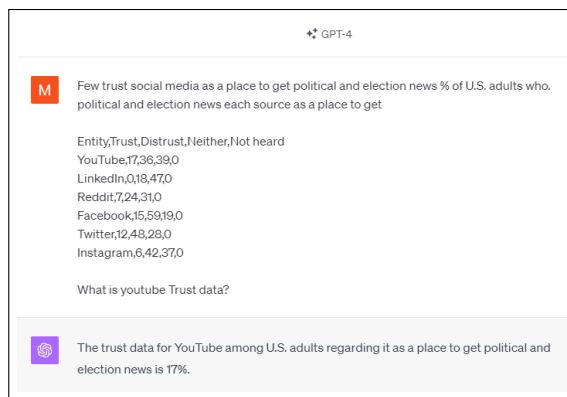 GPT-4
M
Few trust social media as a place to get political and election news % of U.S. adults who.
political and election news each source as a place to get
Entity,Trust,Distrust,Neither,Not heard
YouTube,17,36,39,0
LinkedIn,0,18,47,0
Reddit,7,24,31,0
Facebook,15,59,19,0
Twitter,12,48,28,0
Instagram,6,42,37,0
What is youtube Trust data?
The trust data for YouTube among U.S. adults regarding it as a place to get political and
election news is 17%.